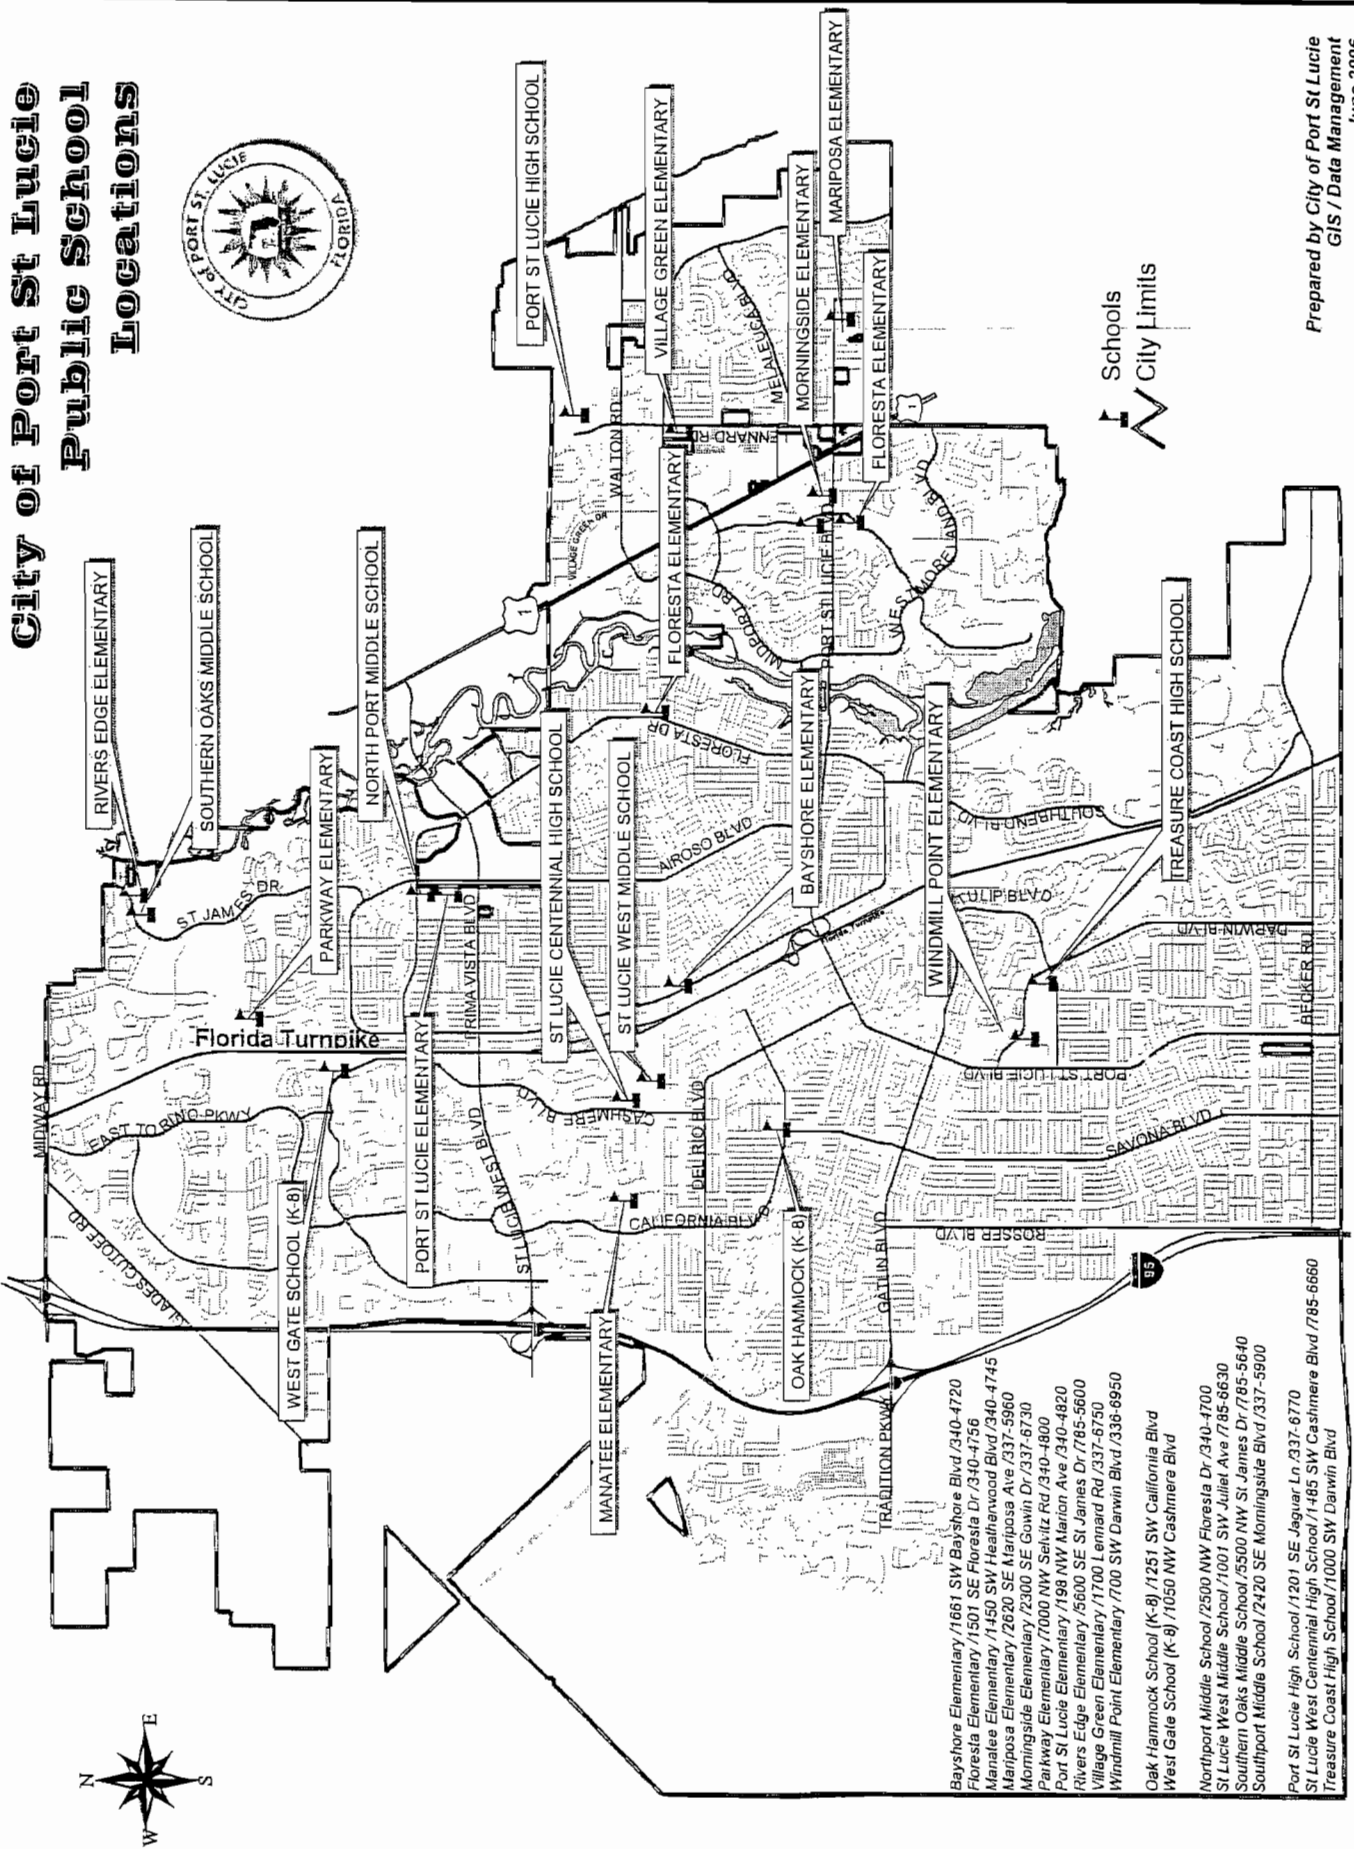 City of Port St Lucie
Public School
Locations
CITY of PORT ST. LUCIE
FLORIDA
N
W
E
S
RIVERS EDGE ELEMENTARY
SOUTHERN OAKS MIDDLE SCHOOL
PARKWAY ELEMENTARY
NORTH PORT MIDDLE SCHOOL
PORT ST LUCIE HIGH SCHOOL
VILLAGE GREEN ELEMENTARY
MORNINGSIDE ELEMENTARY
MARIPOSA ELEMENTARY
FLORESTA ELEMENTARY
FLORESTA ELEMENTARY
ST LUCIE CENTENNIAL HIGH SCHOOL
ST LUCIE WEST MIDDLE SCHOOL
BAYSHORE ELEMENTARY
WINDMILL POINT ELEMENTARY
TREASURE COAST HIGH SCHOOL
PORT ST LUCIE ELEMENTARY
WEST GATE SCHOOL (K-8)
MANATEE ELEMENTARY
OAK HAMMOCK (K-8)
MIDWAY RD
Florida Turnpike
EAST TORINO PKWY
GLADES CUTOFF RD
ST JAMES DR
PRIMA VISTA BLVD
ST LUCIE WEST BLVD
CASHMERE BLVD
DEL RIO BLVD
CALIFORNIA BLVD
AIROSO BLVD
FLORESTA DR
MIDPORT RD
WALTON RD
VILLAGE GREEN DR
LENNARD RD
MELALEUCA BLVD
PORT ST LUCIE BLVD
WESTMORELAND BLVD
SOUTHBEND BLVD
TULIP BLVD
DARWIN BLVD
BECKER RD
Florida Turnpike
PORT ST LUCIE BLVD
SAVONA BLVD
ROSSER BLVD
GATLIN BLVD
TRADITION PKWY
1
1
95
Schools
City Limits
Bayshore Elementary /1661 SW Bayshore Blvd /340-4720
Floresta Elementary /1501 SE Floresta Dr /340-4756
Manatee Elementary /1450 SW Heatherwood Blvd /340-4745
Mariposa Elementary /2620 SE Mariposa Ave /337-5960
Morningside Elementary /2300 SE Gowin Dr /337-6730
Parkway Elementary /7000 NW Selvitz Rd /340-4800
Port St Lucie Elementary /198 NW Marion Ave /340-4820
Rivers Edge Elementary /5600 SE St James Dr /785-5600
Village Green Elementary /1700 Lennard Rd /337-6750
Windmill Point Elementary /700 SW Darwin Blvd /336-6950
Oak Hammock School (K-8) /1251 SW California Blvd
West Gate School (K-8) /1050 NW Cashmere Blvd
Northport Middle School /2500 NW Floresta Dr /340-4700
St Lucie West Middle School /1001 SW Juliet Ave /785-6630
Southern Oaks Middle School /5500 NW St James Dr /785-5640
Southport Middle School /2420 SE Morningside Blvd /337-5900
Port St Lucie High School /1201 SE Jaguar Ln /337-6770
St Lucie West Centennial High School /1485 SW Cashmere Blvd /785-6660
Treasure Coast High School /1000 SW Darwin Blvd
Prepared by City of Port St Lucie
GIS / Data Management
June 2006